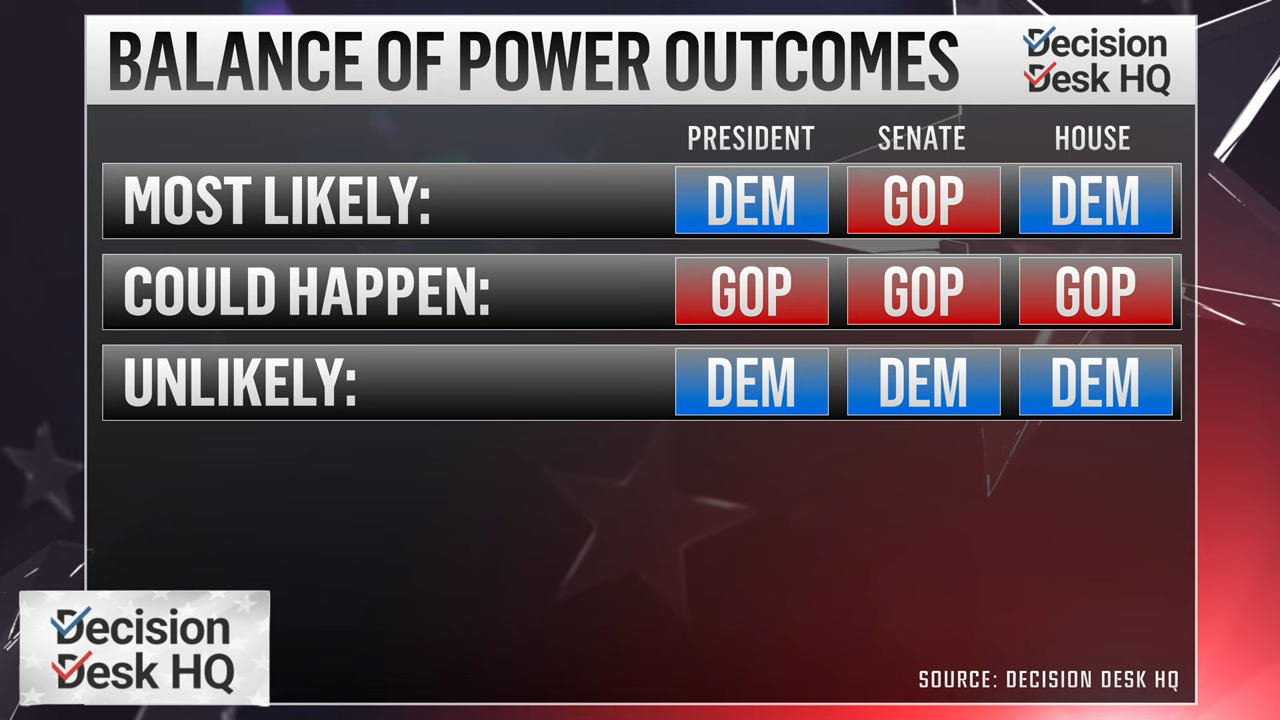 BALANCE OF POWER OUTCOMES
Decision
Desk HQ
PRESIDENT SENATE HOUSE
MOST LIKELY: DEM GOP DEM
COULD HAPPEN: GOP GOP GOP
UNLIKELY: DEM DEM DEM
Decision
Desk HQ
SOURCE: DECISION DESK HQ